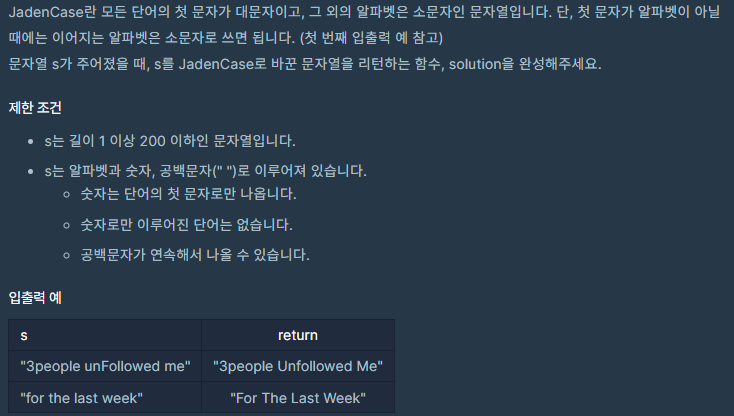 JadenCase란 모든 단어의 첫 문자가 대문자이고, 그 외의 알파벳은 소문자인 문자열입니다. 단, 첫 문자가 알파벳이 아닐
때에는 이어지는 알파벳은 소문자로 쓰면 됩니다. (첫 번째 입출력 예 참고)
문자열 s가 주어졌을 때, s를 JadenCase로 바꾼 문자열을 리턴하는 함수, solution을 완성해주세요.
제한 조건
• s는 길이 1 이상 200 이하인 문자열입니다.
• s는 알파벳과 숫자, 공백문자(" ")로 이루어져 있습니다.
◦ 숫자는 단어의 첫 문자로만 나옵니다.
◦ 숫자로만 이루어진 단어는 없습니다.
◦ 공백문자가 연속해서 나올 수 있습니다.
입출력 예
s return
"3people unFollowed me" "3people Unfollowed Me"
"for the last week" "For The Last Week"